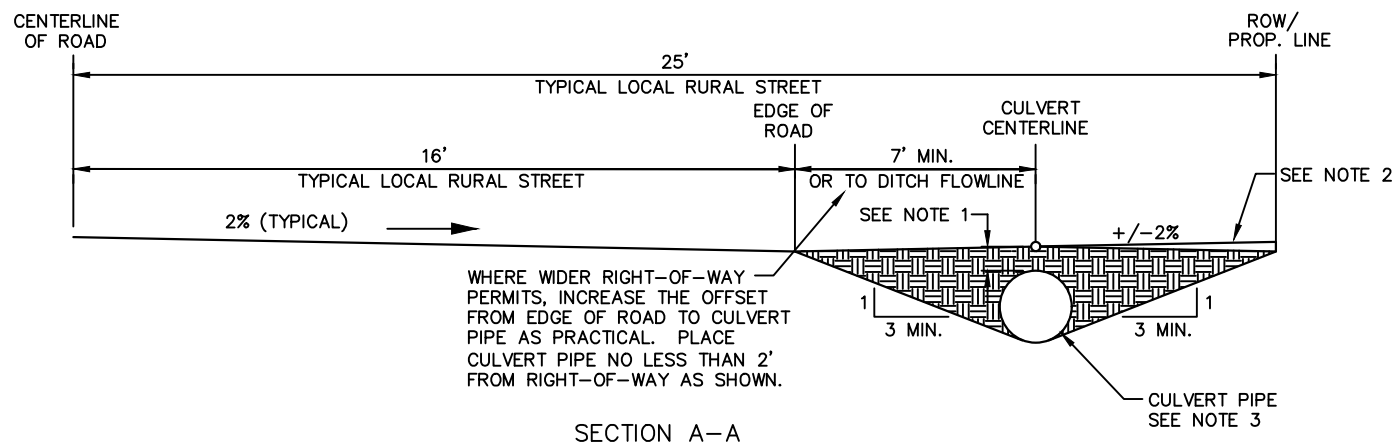 CENTERLINE
OF ROAD
ROW/
PROP. LINE
25'
TYPICAL LOCAL RURAL STREET
EDGE OF
ROAD
CULVERT
CENTERLINE
16'
TYPICAL LOCAL RURAL STREET
7' MIN.
OR TO DITCH FLOWLINE
SEE NOTE 2
2% (TYPICAL)
SEE NOTE 1
+/-2%
WHERE WIDER RIGHT-OF-WAY
PERMITS, INCREASE THE OFFSET
FROM EDGE OF ROAD TO CULVERT
PIPE AS PRACTICAL. PLACE
CULVERT PIPE NO LESS THAN 2'
FROM RIGHT-OF-WAY AS SHOWN.
1
3 MIN.
1
3 MIN.
CULVERT PIPE
SEE NOTE 3
SECTION A-A